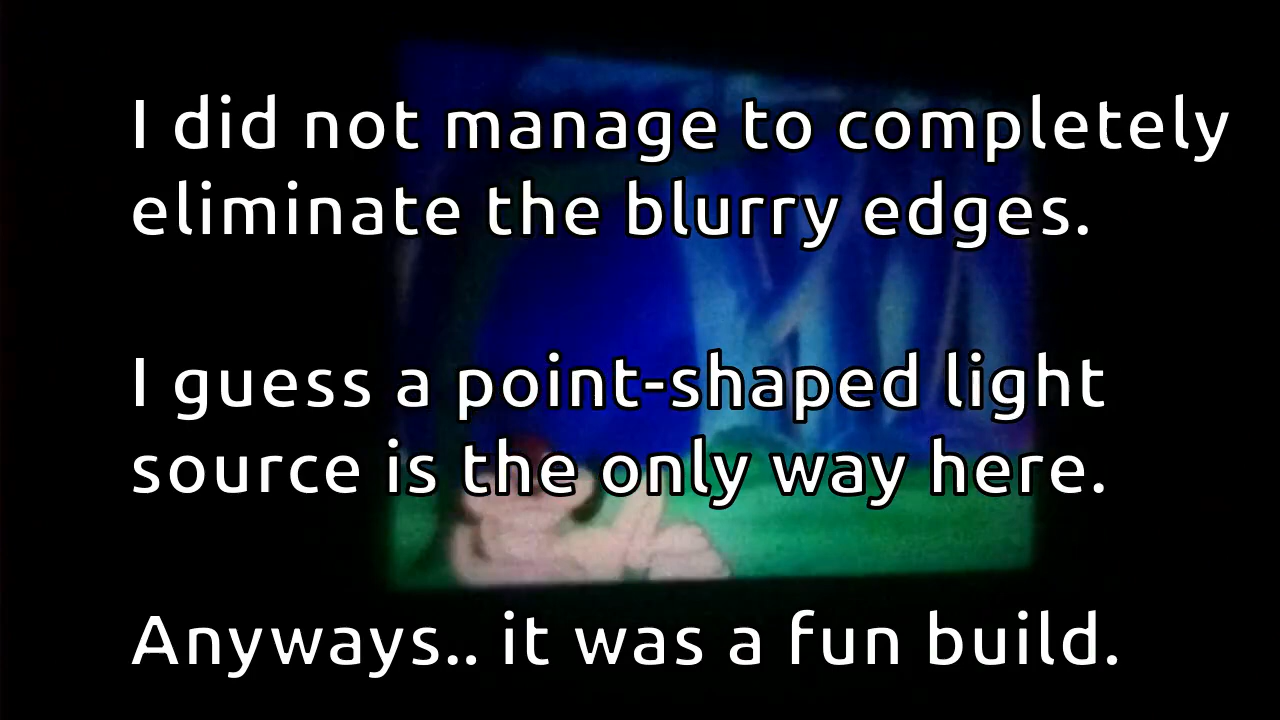 I did not manage to completely
eliminate the blurry edges.
I guess a point-shaped light
source is the only way here.
Anyways.. it was a fun build.